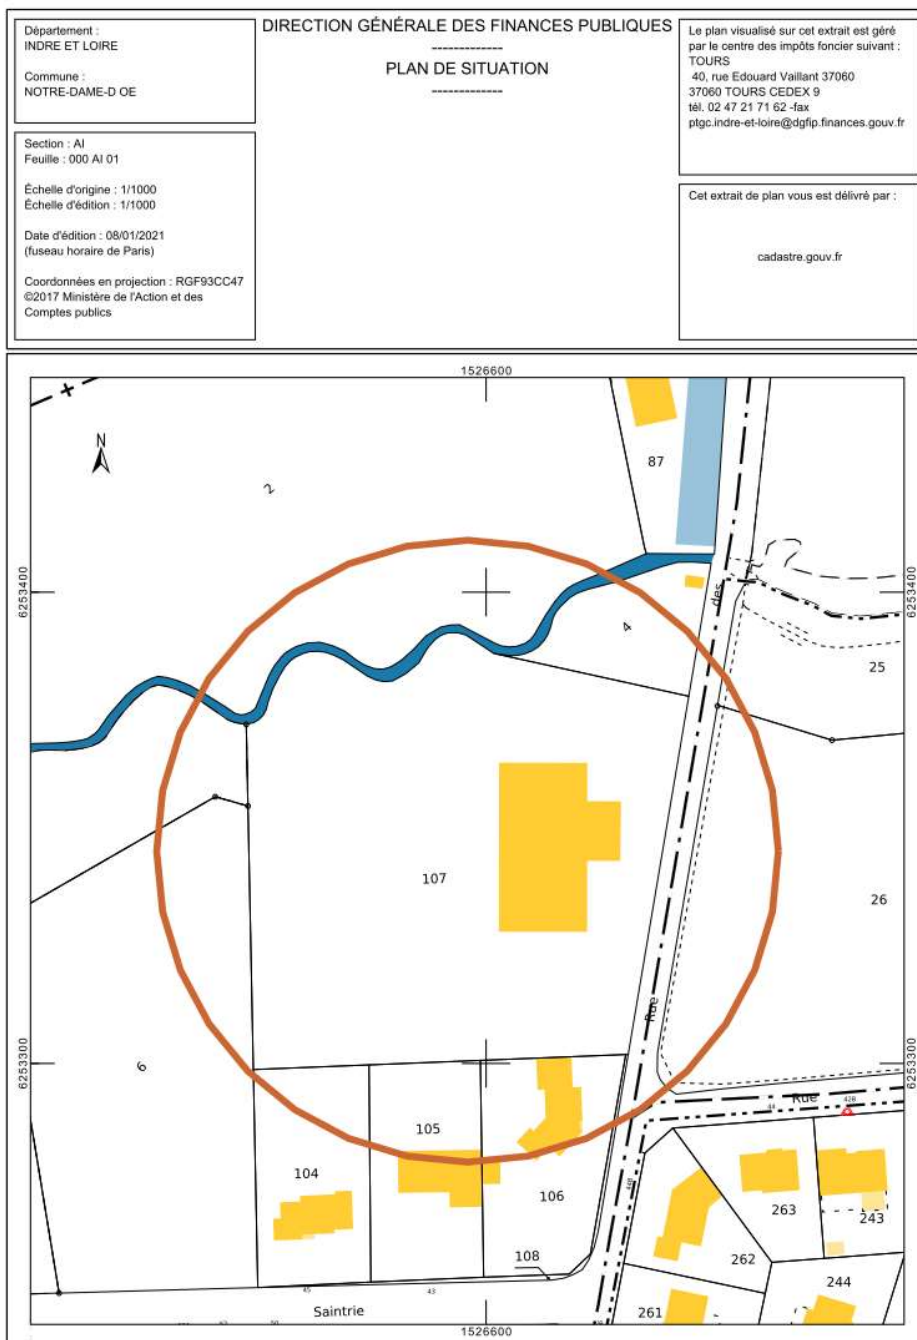 Département :
INDRE ET LOIRE
Commune :
NOTRE-DAME-D OE
Section : AI
Feuille : 000 AI 01
Échelle d'origine : 1/1000
Échelle d'édition : 1/1000
Date d'édition : 08/01/2021
(fuseau horaire de Paris)
Coordonnées en projection : RGF93CC47
©2017 Ministère de l'Action et des
Comptes publics
DIRECTION GÉNÉRALE DES FINANCES PUBLIQUES
-------------
PLAN DE SITUATION
-------------
Le plan visualisé sur cet extrait est géré
par le centre des impôts foncier suivant :
TOURS
40, rue Edouard Vaillant 37060
37060 TOURS CEDEX 9
tél. 02 47 21 71 62 -fax
ptgc.indre-et-loire@dgfip.finances.gouv.fr
Cet extrait de plan vous est délivré par :
cadastre.gouv.fr
1526600
N
87
2
6253400
6253400
des
4
25
107
26
Rue
6253300
6253300
6
Rue
44
42B
105
104
106
263
243
108
262
244
45
43
Saintrie
261
1526600